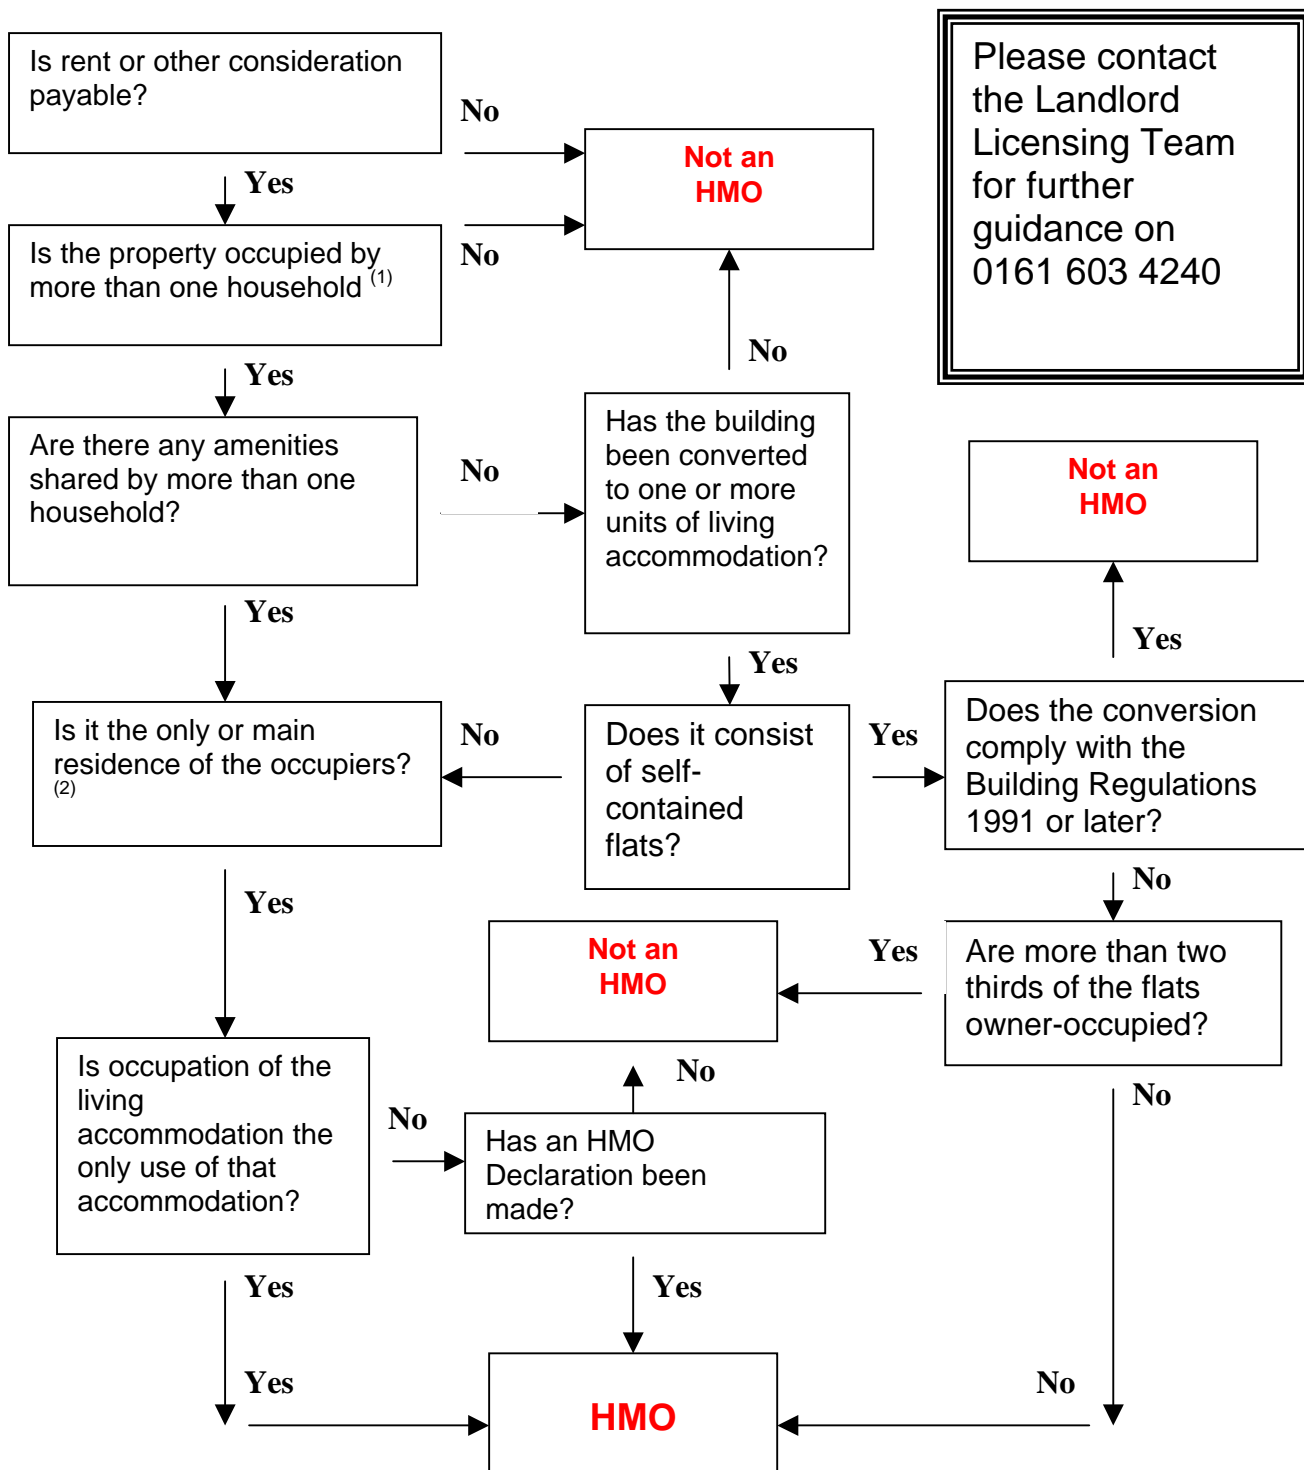 Is rent or other consideration
payable?
No
Not an
HMO
Please contact
the Landlord
Licensing Team
for further
guidance on
0161 603 4240
Yes
Is the property occupied by
more than one household (1)
No
Yes
No
Are there any amenities
shared by more than one
household?
No
Has the building
been converted
to one or more
units of living
accommodation?
Not an
HMO
Yes
Yes
Yes
Is it the only or main
residence of the occupiers?
(2)
No
Does it consist
of self-
contained
flats?
Yes
Does the conversion
comply with the
Building Regulations
1991 or later?
Yes
No
Not an
HMO
Yes
Are more than two
thirds of the flats
owner-occupied?
Is occupation of the
living
accommodation the
only use of that
accommodation?
No
No
Has an HMO
Declaration been
made?
No
Yes
Yes
Yes
HMO
No